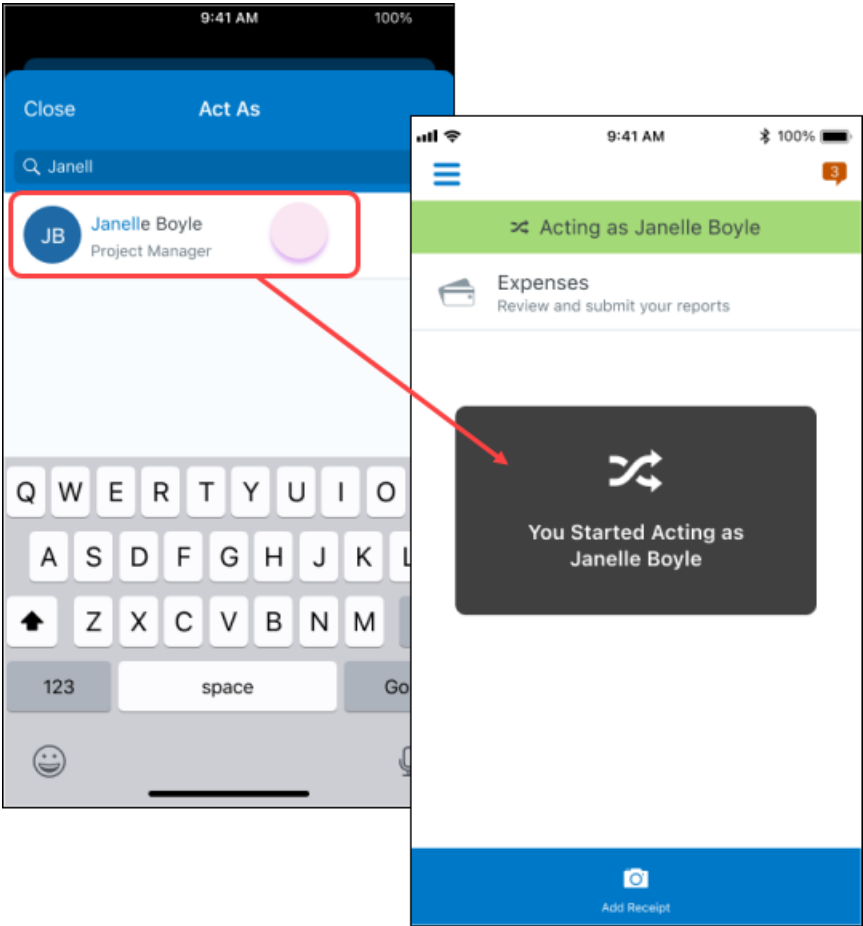 9:41 AM 100%
Close Act As
Janell
JB
Janelle Boyle
Project Manager
Q W E R T Y U I O
A S D F G H J K L
Z X C V B N M
123 space Go
9:41 AM 100%
3
Acting as Janelle Boyle
Expenses
Review and submit your reports
You Started Acting as
Janelle Boyle
Add Receipt